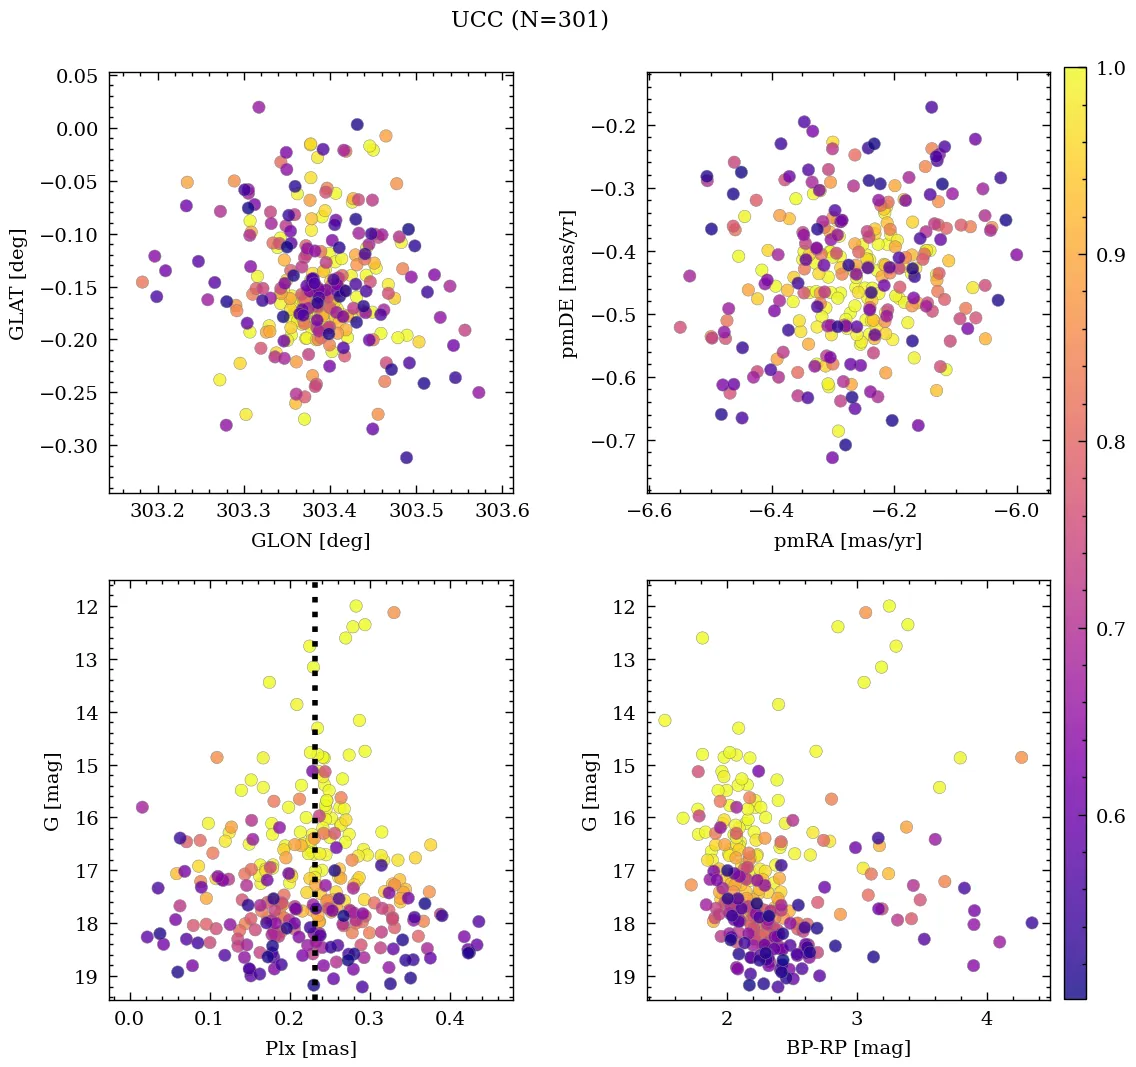 UCC (N=301)
0.05
0.00
−0.05
−0.10
−0.15
−0.20
−0.25
−0.30
GLAT [deg]
303.2 303.3 303.4 303.5 303.6
GLON [deg]
−0.2
−0.3
−0.4
−0.5
−0.6
−0.7
pmDE [mas/yr]
−6.6 −6.4 −6.2 −6.0
pmRA [mas/yr]
12
13
14
15
16
17
18
19
G [mag]
0.0 0.1 0.2 0.3 0.4
Plx [mas]
12
13
14
15
16
17
18
19
G [mag]
2 3 4
BP-RP [mag]
1.0
0.9
0.8
0.7
0.6